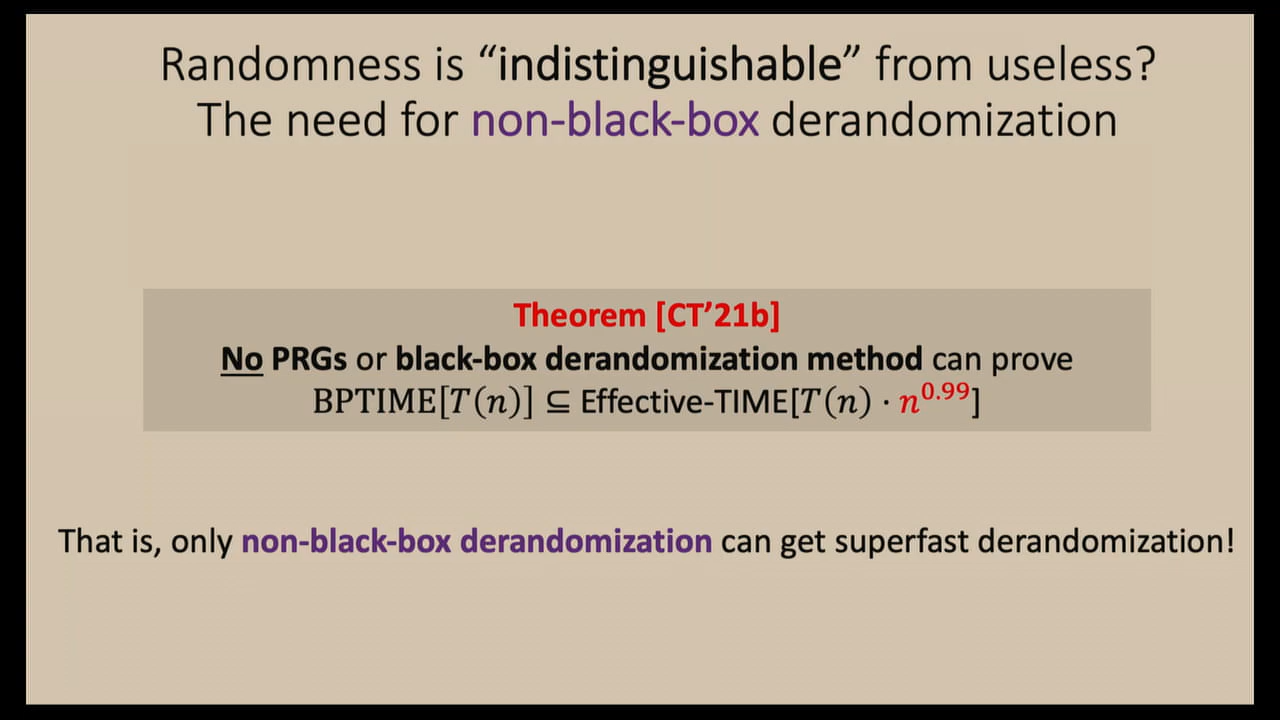 Randomness is “indistinguishable” from useless?
The need for non-black-box derandomization
Theorem [CT’21b]
No PRGs or black-box derandomization method can prove
BPTIME[T(n)] ⊆ Effective-TIME[T(n) · n^0.99]
That is, only non-black-box derandomization can get superfast derandomization!